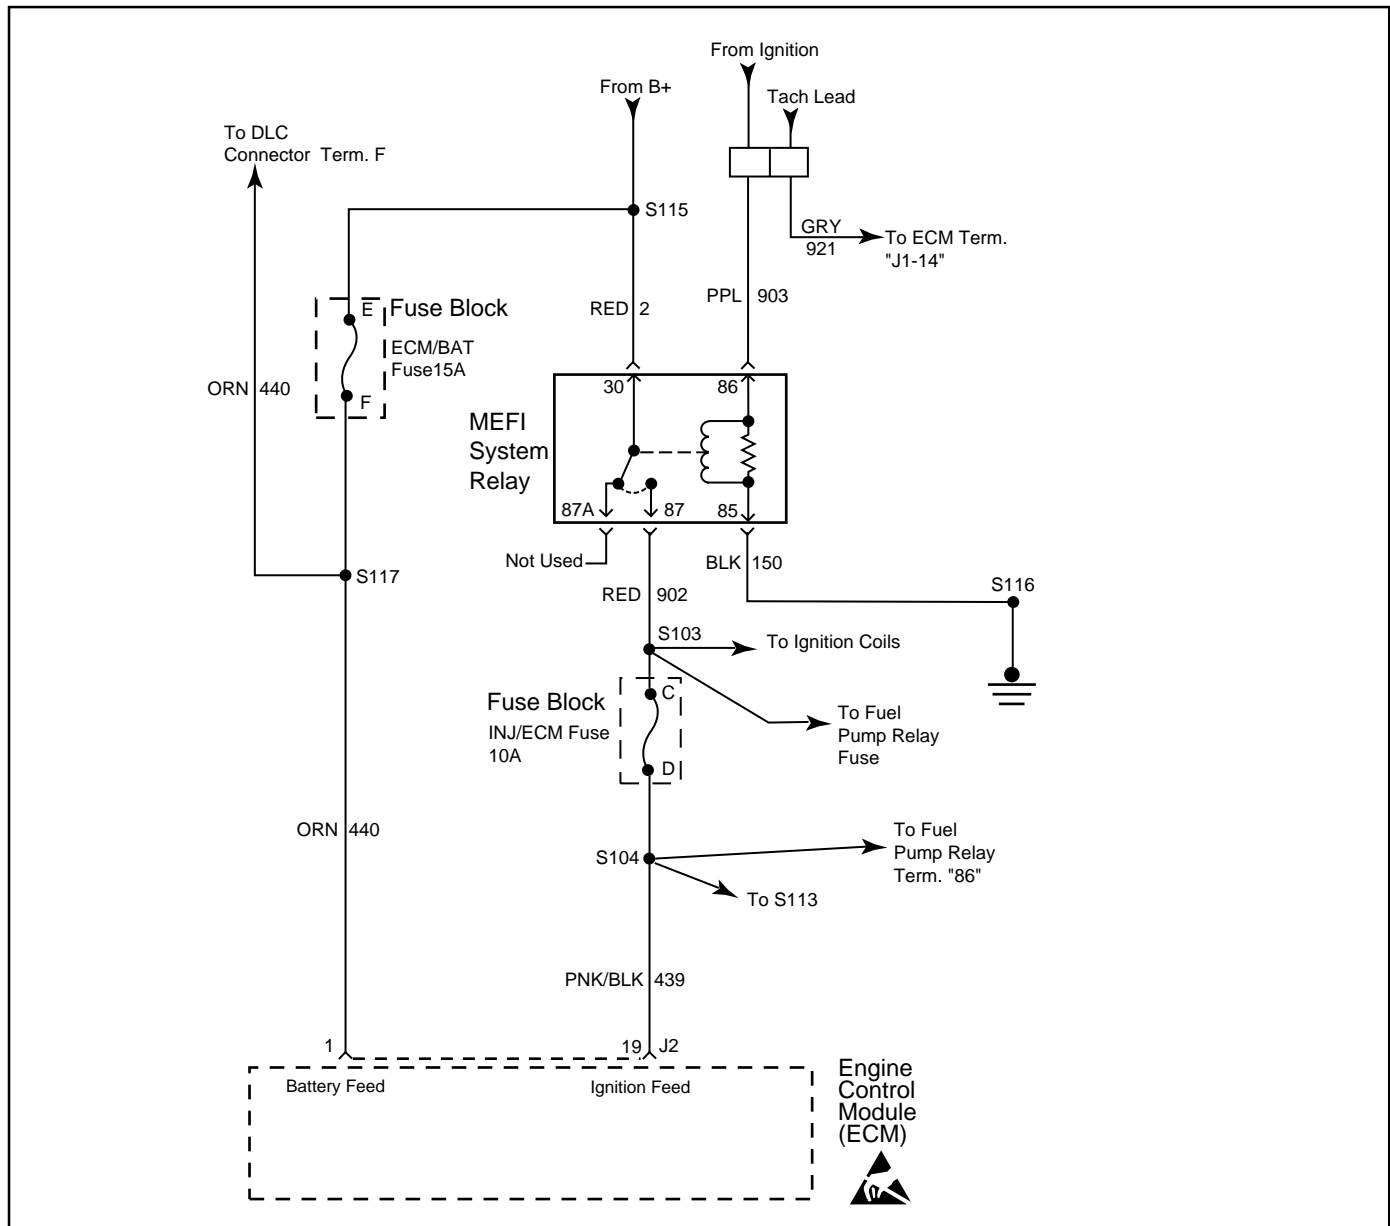 From Ignition
From B+
Tach Lead
To DLC
Connector Term. F
S115
GRY
921
To ECM Term.
"J1-14"
PPL 903
RED 2
E
Fuse Block
ECM/BAT
Fuse15A
ORN 440
F
30
86
MEFI
System
Relay
87A
87
85
Not Used
BLK 150
S117
S116
RED 902
S103
To Ignition Coils
Fuse Block
C
INJ/ECM Fuse
10A
D
To Fuel
Pump Relay
Fuse
ORN 440
S104
To Fuel
Pump Relay
Term. "86"
To S113
PNK/BLK 439
1
19
J2
Battery Feed
Ignition Feed
Engine
Control
Module
(ECM)